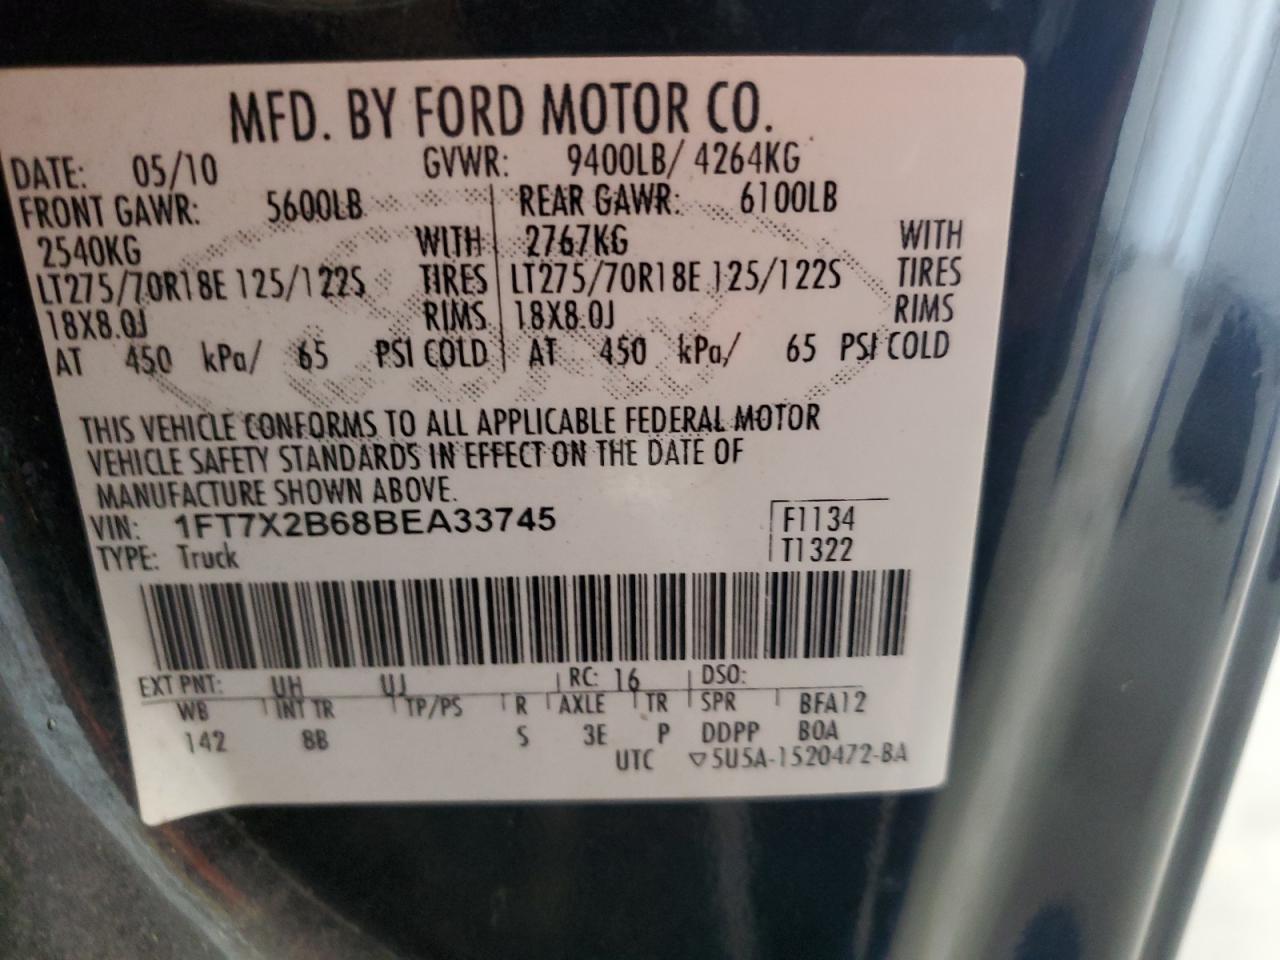 MFD. BY FORD MOTOR CO.
DATE: 05/10 GVWR: 9400LB/ 4264KG
FRONT GAWR: 5600LB REAR GAWR: 6100LB
2540KG WITH 2767KG WITH
LT275/70R18E 125/122S TIRES LT275/70R18E 125/122S TIRES
18X8.0J RIMS 18X8.0J RIMS
AT 450 kPa/ 65 PSI COLD AT 450 kPa/ 65 PSI COLD
THIS VEHICLE CONFORMS TO ALL APPLICABLE FEDERAL MOTOR
VEHICLE SAFETY STANDARDS IN EFFECT ON THE DATE OF
MANUFACTURE SHOWN ABOVE.
VIN: 1FT7X2B68BEA33745 F1134
TYPE: Truck T1322
EXT PNT: UH UJ RC: 16 DSO:
WB INT TR TP/PS R AXLE TR SPR BFA12
142 8B S 3E P DDPP BOA
UTC ▽5U5A-1520472-BA